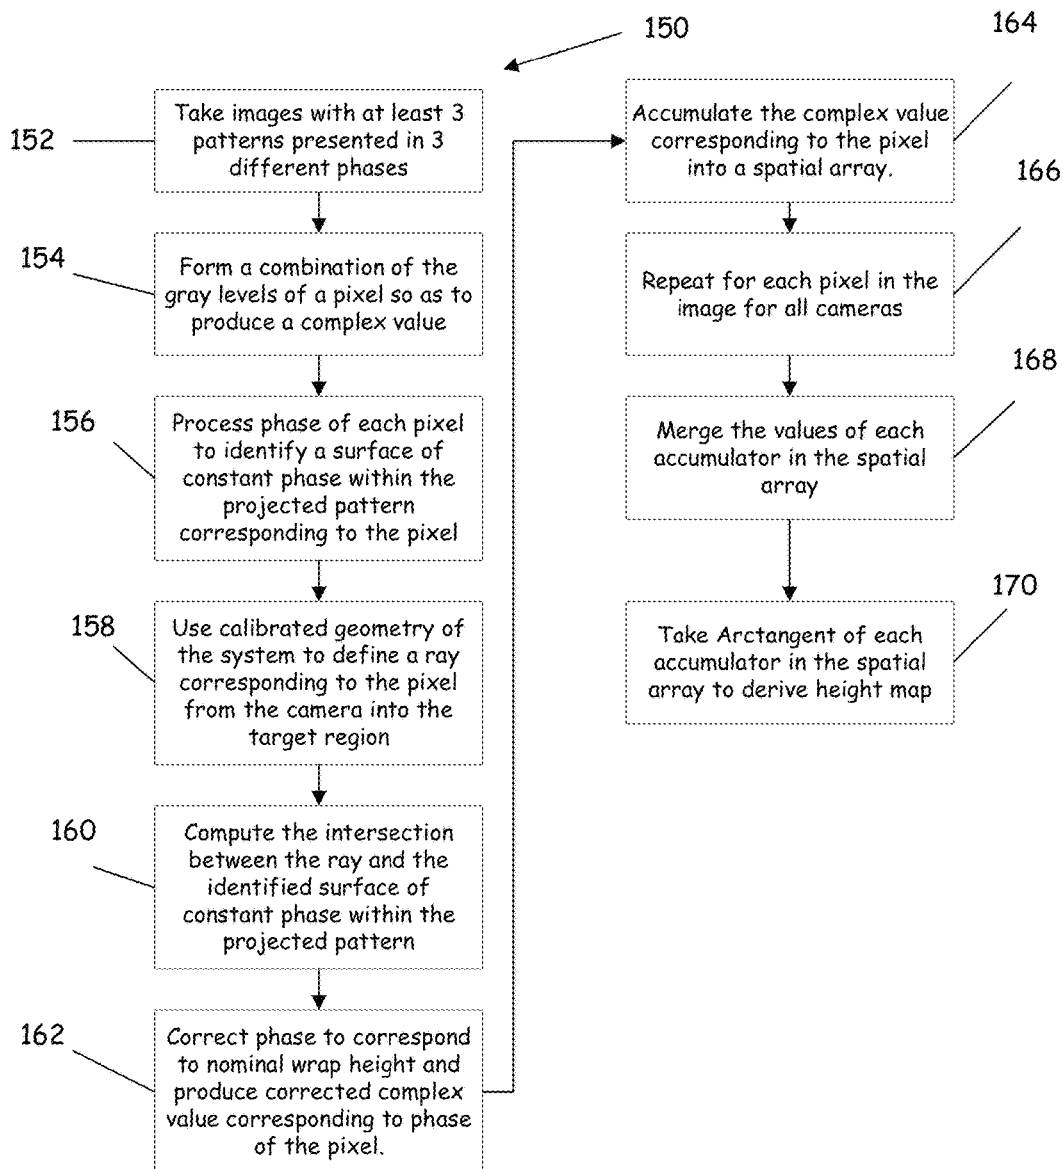 150
152
Take images with at least 3
patterns presented in 3
different phases
154
Form a combination of the
gray levels of a pixel so as to
produce a complex value
156
Process phase of each pixel
to identify a surface of
constant phase within the
projected pattern
corresponding to the pixel
158
Use calibrated geometry of
the system to define a ray
corresponding to the pixel
from the camera into the
target region
160
Compute the intersection
between the ray and the
identified surface of
constant phase within the
projected pattern
162
Correct phase to correspond
to nominal wrap height and
produce corrected complex
value corresponding to phase
of the pixel.
164
Accumulate the complex value
corresponding to the pixel
into a spatial array.
166
Repeat for each pixel in the
image for all cameras
168
Merge the values of each
accumulator in the spatial
array
170
Take Arctangent of each
accumulator in the spatial
array to derive height map